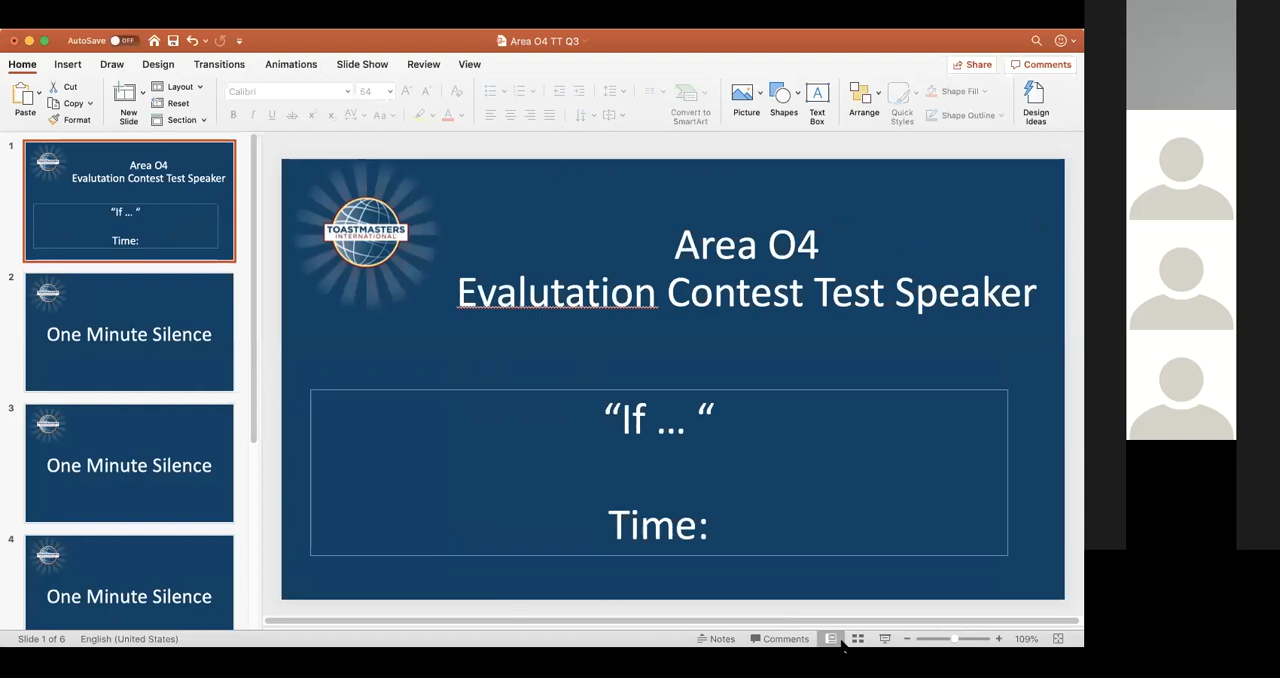 AutoSave OFF
Area O4 TT Q3
Home Insert Draw Design Transitions Animations Slide Show Review View
Share Comments
Paste
Cut
Copy
Format
New
Slide
Layout
Reset
Section
Calibri 64
B I U ab x x AV Aa A
Convert to
SmartArt
Picture
Shapes
Text
Box
Arrange
Quick
Styles
Shape Fill
Shape Outline
Design
Ideas
1
Area O4
Evalutation Contest Test Speaker
“If ... “
Time:
2
One Minute Silence
3
One Minute Silence
4
One Minute Silence
TOASTMASTERS
INTERNATIONAL
Area O4
Evalutation Contest Test Speaker
“If ... “
Time:
Slide 1 of 6 English (United States)
Notes Comments 109%